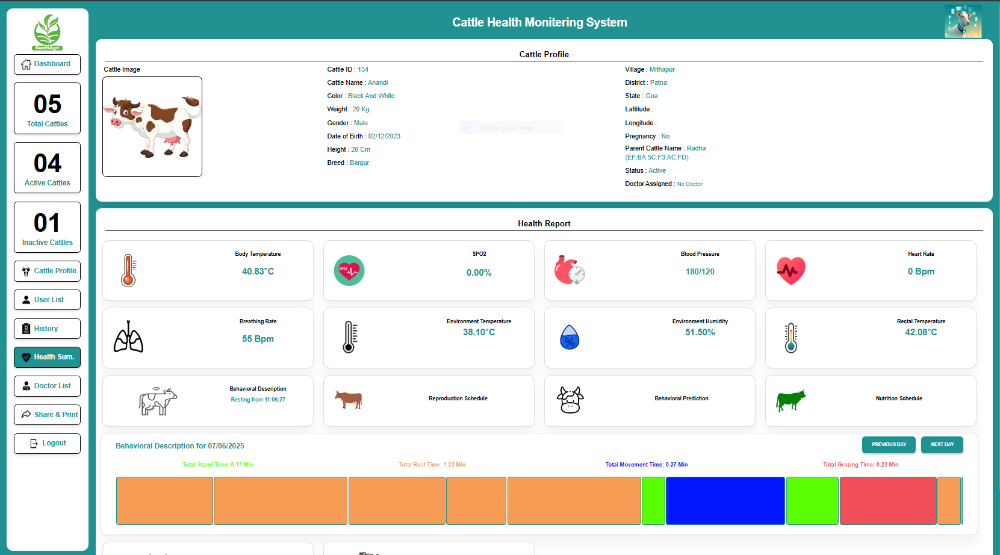 Cattle Health Monitering System
SunitiAgri
Dashboard
05
Total Cattles
04
Active Cattles
01
Inactive Cattles
Cattle Profile
User List
History
Health Sum.
Doctor List
Share & Print
Logout
Cattle Profile
Cattle Image
Cattle ID : 134
Cattle Name : Anandi
Color : Black And White
Weight : 20 Kg
Gender : Male
Date of Birth : 02/12/2023
Height : 20 Cm
Breed : Bargur
Rectangular Snip
Village : Mithapur
District : Patna
State : Goa
Lattitude :
Longitude :
Pregnancy : No
Parent Cattle Name : Radha
(EF:BA:5C:F3:AC:FD)
Status : Active
Doctor Assigned : No Doctor
Health Report
Body Temperature
40.83°C
SPO2
SPO2
0.00%
Blood Pressure
180/120
Heart Rate
0 Bpm
Breathing Rate
55 Bpm
Environment Temperature
38.10°C
%
Environment Humidity
51.50%
Rectal Temperature
42.08°C
Behavioral Description
Resting from 11:06:27
Reproduction Schedule
Behavioral Prediction
Nutrition Schedule
Behavioral Description for 07/06/2025
PREVIOUS DAY
NEXT DAY
Total Stand Time: 0.17 Min
Total Rest Time: 1.22 Min
Total Movement Time: 0.27 Min
Total Grazing Time: 0.22 Min